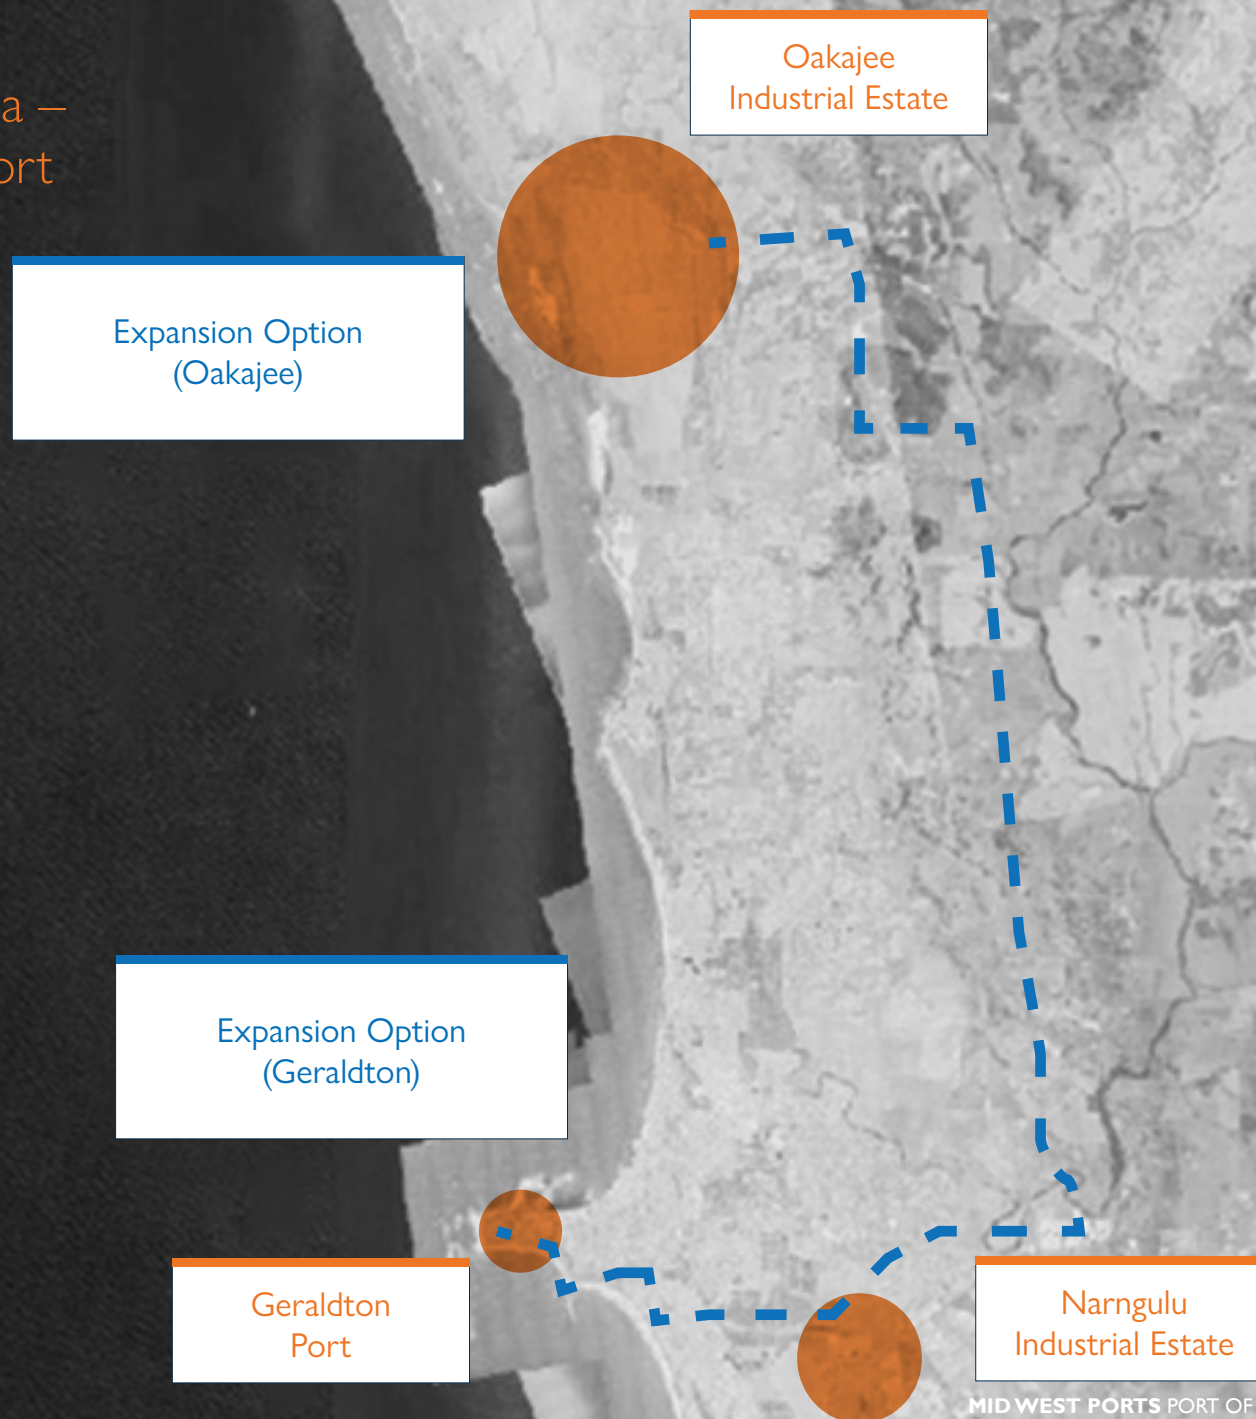 a –
ort
Oakajee
Industrial Estate
Expansion Option
(Oakajee)
Expansion Option
(Geraldton)
Geraldton
Port
Narngulu
Industrial Estate
MID WEST PORTS PORT OF